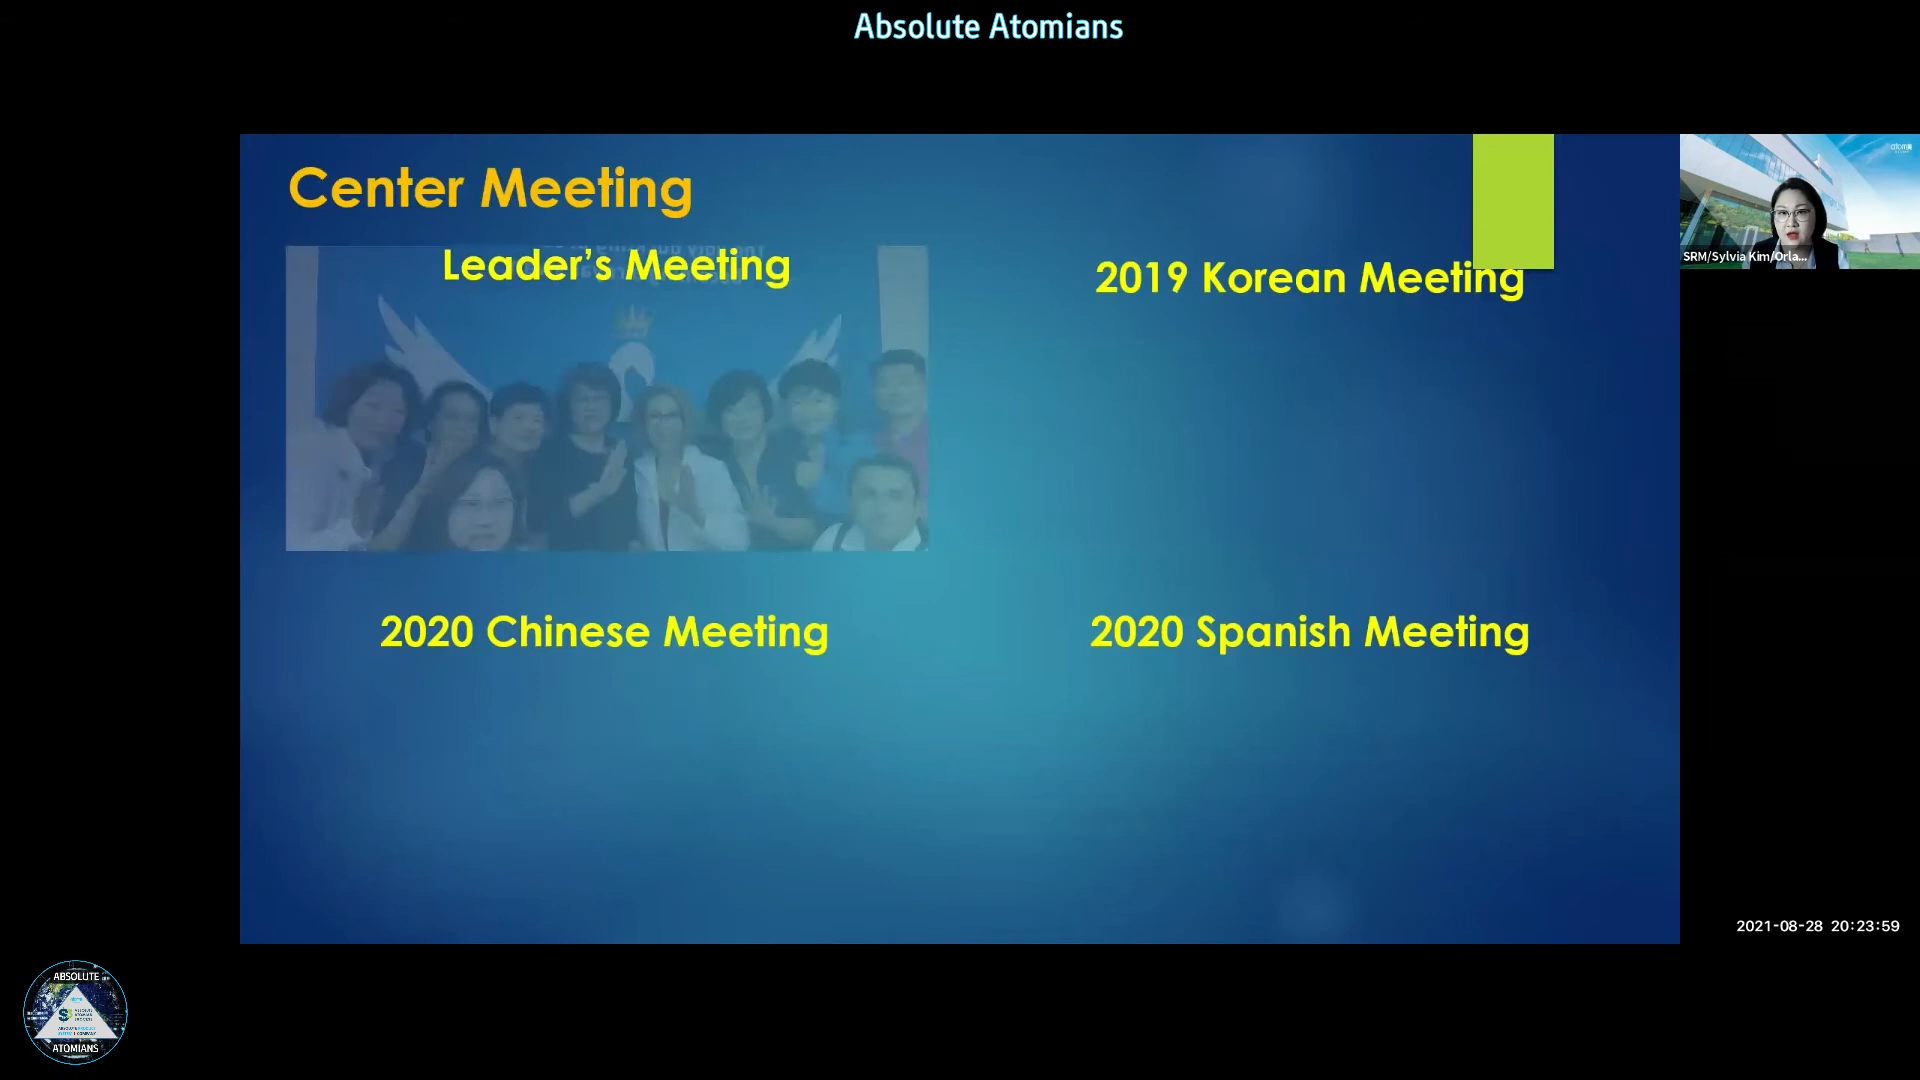 Absolute Atomians
Center Meeting
Leader's Meeting
2019 Korean Meeting
SRM/Sylvia Kim/Orla...
2020 Chinese Meeting
2020 Spanish Meeting
2021-08-28 20:23:59
ABSOLUTE
ATOMIANS